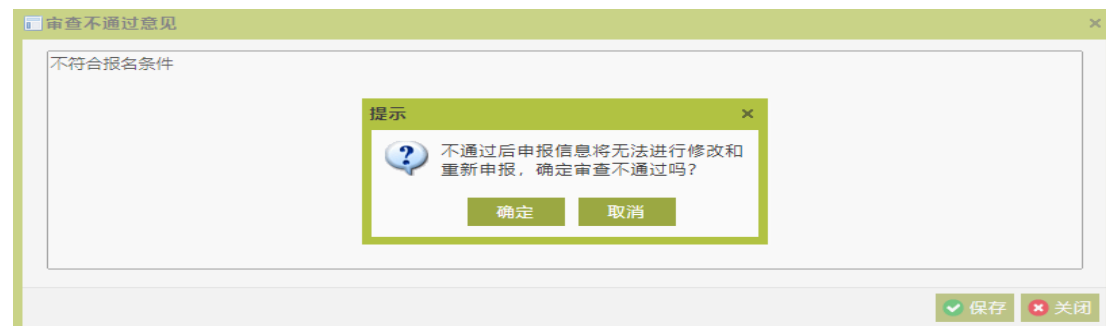 审查不通过意见
不符合报名条件
提示
不通过后申报信息将无法进行修改和
重新申报，确定审查不通过吗？
确定 取消
保存 关闭